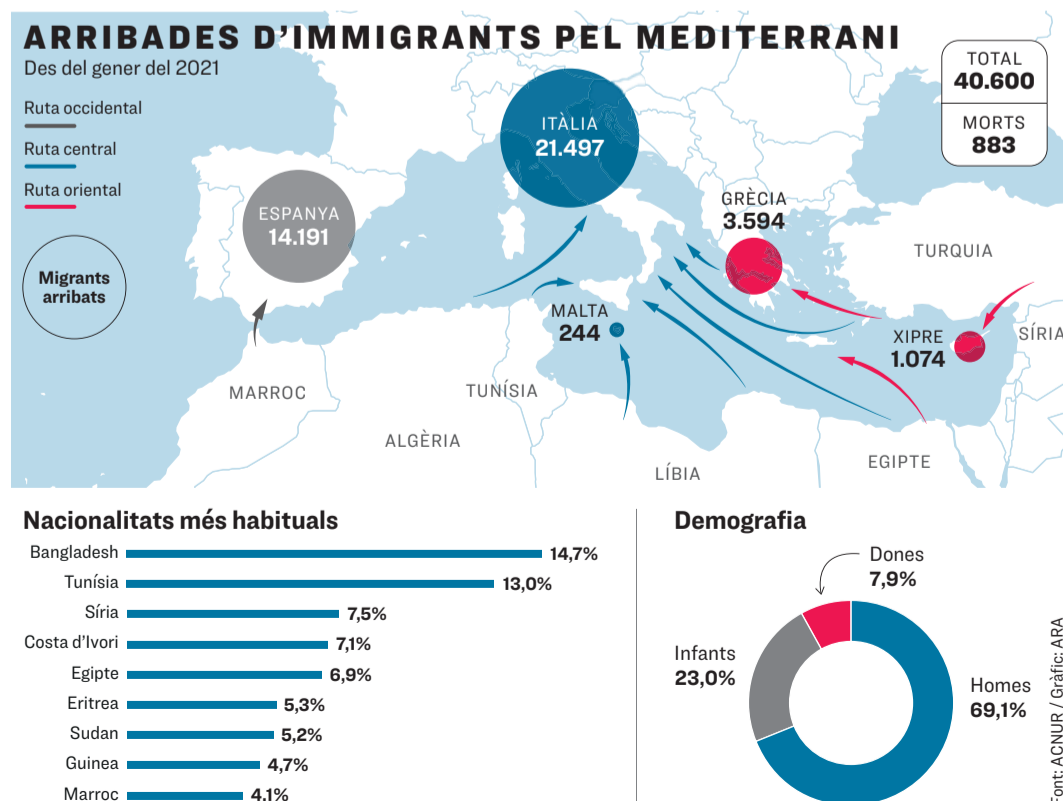 ARRIBADES D'IMMIGRANTS PEL MEDITERRANI
Des del gener del 2021
Ruta occidental
Ruta central
Ruta oriental
Migrants
arribats
TOTAL
40.600
MORTS
883
ITÀLIA
21.497
ESPANYA
14.191
GRÈCIA
3.594
TURQUIA
MALTA
244
XIPRE
1.074
SÍRIA
MARROC
TUNÍSIA
ALGÈRIA
LÍBIA
EGIPTE
Nacionalitats més habituals
Bangladesh 14,7%
Tunísia 13,0%
Síria 7,5%
Costa d'Ivori 7,1%
Egipte 6,9%
Eritrea 5,3%
Sudan 5,2%
Guinea 4,7%
Marroc 4,1%
Demografia
Dones
7,9%
Infants
23,0%
Homes
69,1%
Font: ACNUR / Gràfic: ARA